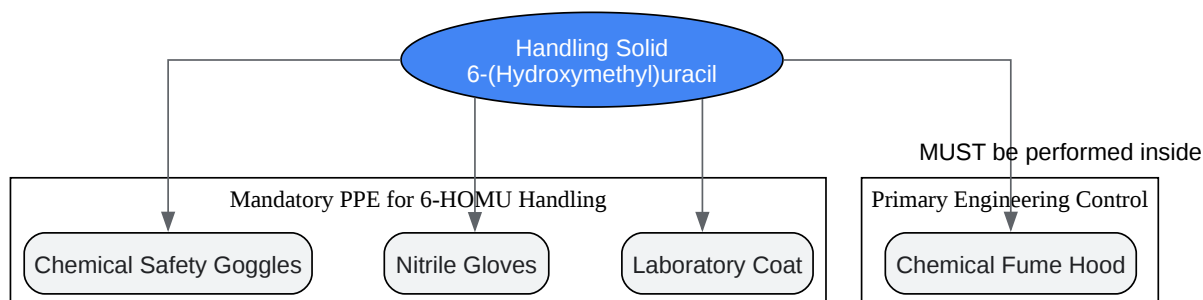 Handling Solid
6-(Hydroxymethyl)uracil
MUST be performed inside
Mandatory PPE for 6-HOMU Handling
Primary Engineering Control
Chemical Safety Goggles
Nitrile Gloves
Laboratory Coat
Chemical Fume Hood